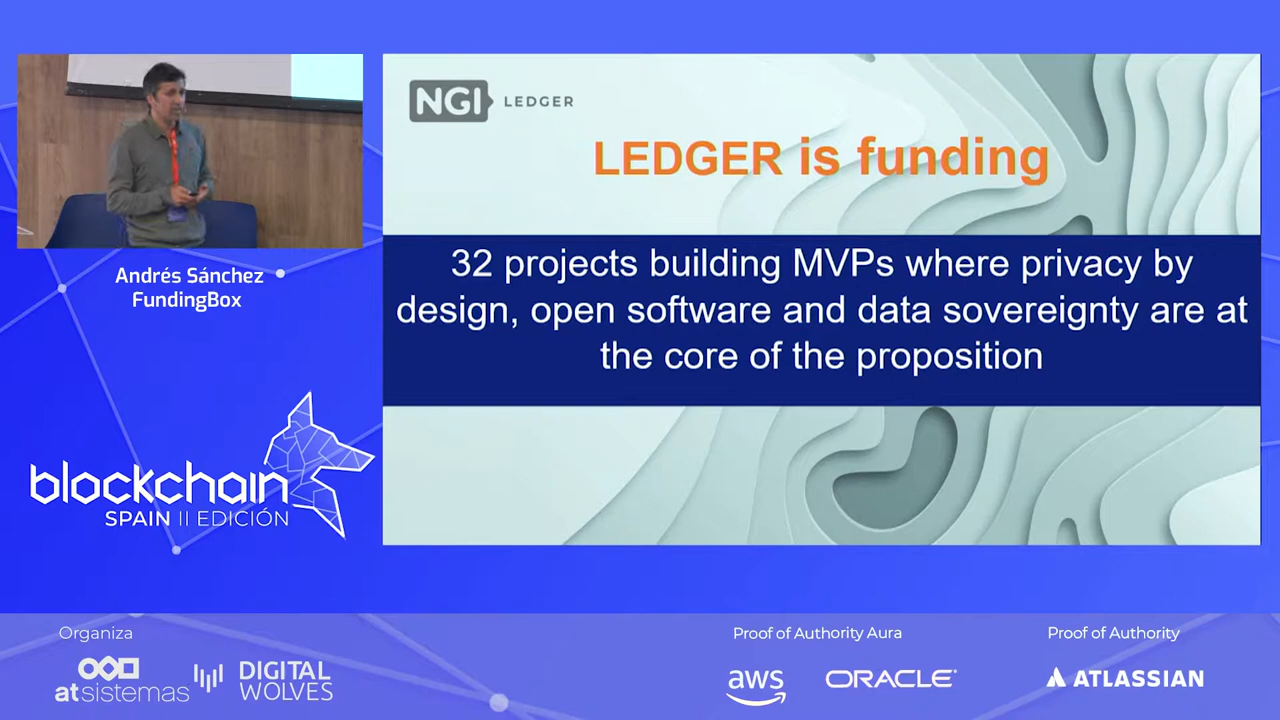 NGI LEDGER
LEDGER is funding
32 projects building MVPs where privacy by
design, open software and data sovereignty are at
the core of the proposition
Andrés Sánchez
FundingBox
blockchain
SPAIN II EDICIÓN
Organiza
atsistemas
DIGITAL
WOLVES
Proof of Authority Aura
aws
ORACLE
Proof of Authority
ATLASSIAN